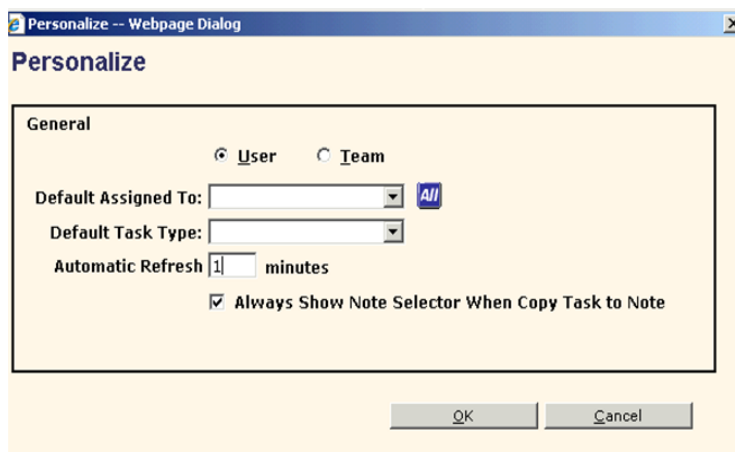 Personalize -- Webpage Dialog
Personalize
General
User Team
Default Assigned To: All
Default Task Type:
Automatic Refresh 1 minutes
Always Show Note Selector When Copy Task to Note
OK Cancel